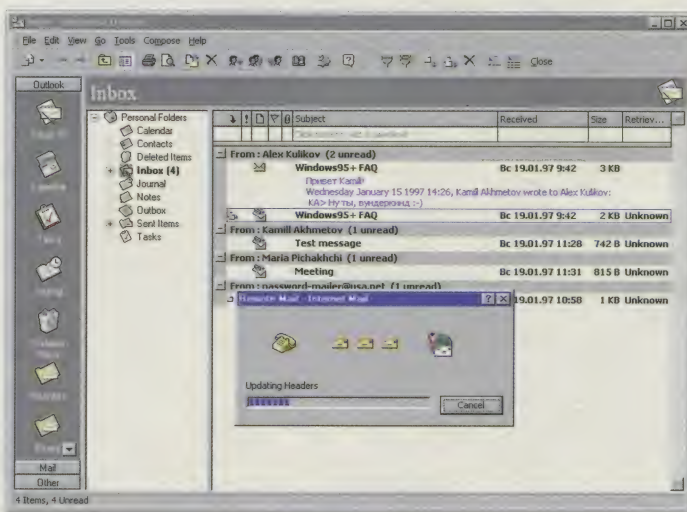 File Edit View Go Tools Compose Help
Close
Outlook
Inbox
Personal Folders
Calendar
Contacts
Deleted Items
Inbox (4)
Journal
Notes
Outbox
Sent Items
Tasks
Subject Received Size Retriev...
From : Alex Kulikov (2 unread)
Windows95+ FAQ Вс 19.01.97 9:42 3 KB
Привет Kamill!
Wednesday January 15 1997 14:26, Kamill Akhmetov wrote to Alex Kulikov:
KA> Ну ты, вундеркинд :-)
Windows95+ FAQ Вс 19.01.97 9:42 2 KB Unknown
From : Kamill Akhmetov (1 unread)
Test message Вс 19.01.97 11:28 742 B Unknown
From : Maria Pichakhchi (1 unread)
Meeting Вс 19.01.97 11:31 815 B Unknown
From : password-mailer@usa.net (1 unread)
19.01.97 10:58 1 KB Unknown
Remote Mail - Internet Mail
Updating Headers
Cancel
Mail
Other
4 Items, 4 Unread